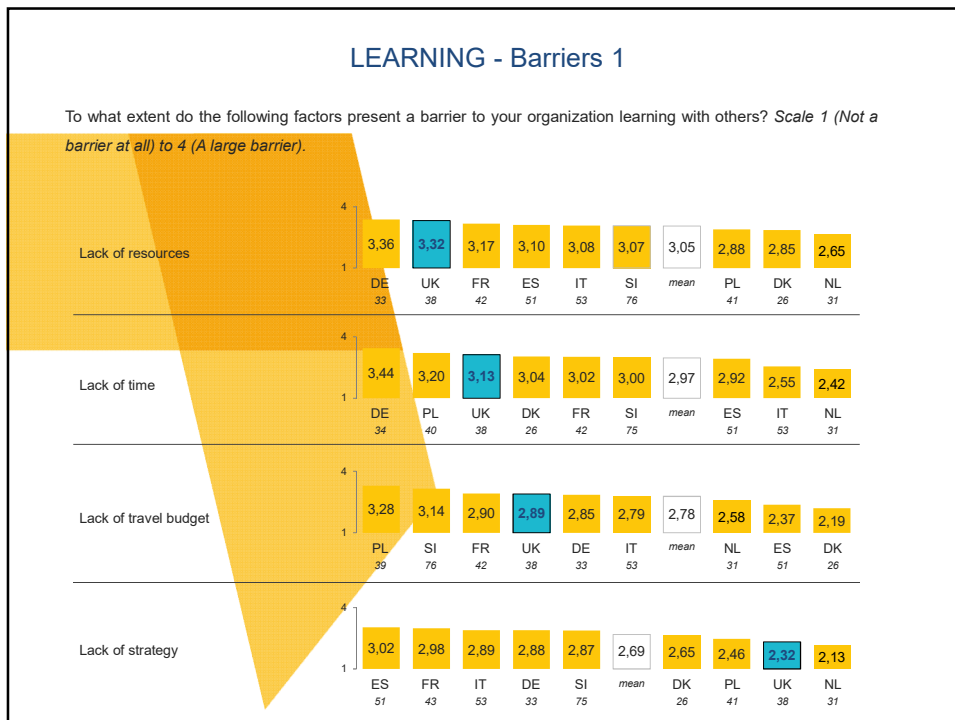 LEARNING - Barriers 1
To what extent do the following factors present a barrier to your organization learning with others? Scale 1 (Not a
barrier at all) to 4 (A large barrier).
Lack of resources
4
1
3,36 3,32 3,17 3,10 3,08 3,07 3,05 2,88 2,85 2,65
DE UK FR ES IT SI mean PL DK NL
33 38 42 51 53 76 41 26 31
Lack of time
4
1
3,44 3,20 3,13 3,04 3,02 3,00 2,97 2,92 2,55 2,42
DE PL UK DK FR SI mean ES IT NL
34 40 38 26 42 75 51 53 31
Lack of travel budget
4
1
3,28 3,14 2,90 2,89 2,85 2,79 2,78 2,58 2,37 2,19
PL SI FR UK DE IT mean NL ES DK
39 76 42 38 33 53 31 51 26
Lack of strategy
4
1
3,02 2,98 2,89 2,88 2,87 2,69 2,65 2,46 2,32 2,13
ES FR IT DE SI mean DK PL UK NL
51 43 53 33 75 26 41 38 31